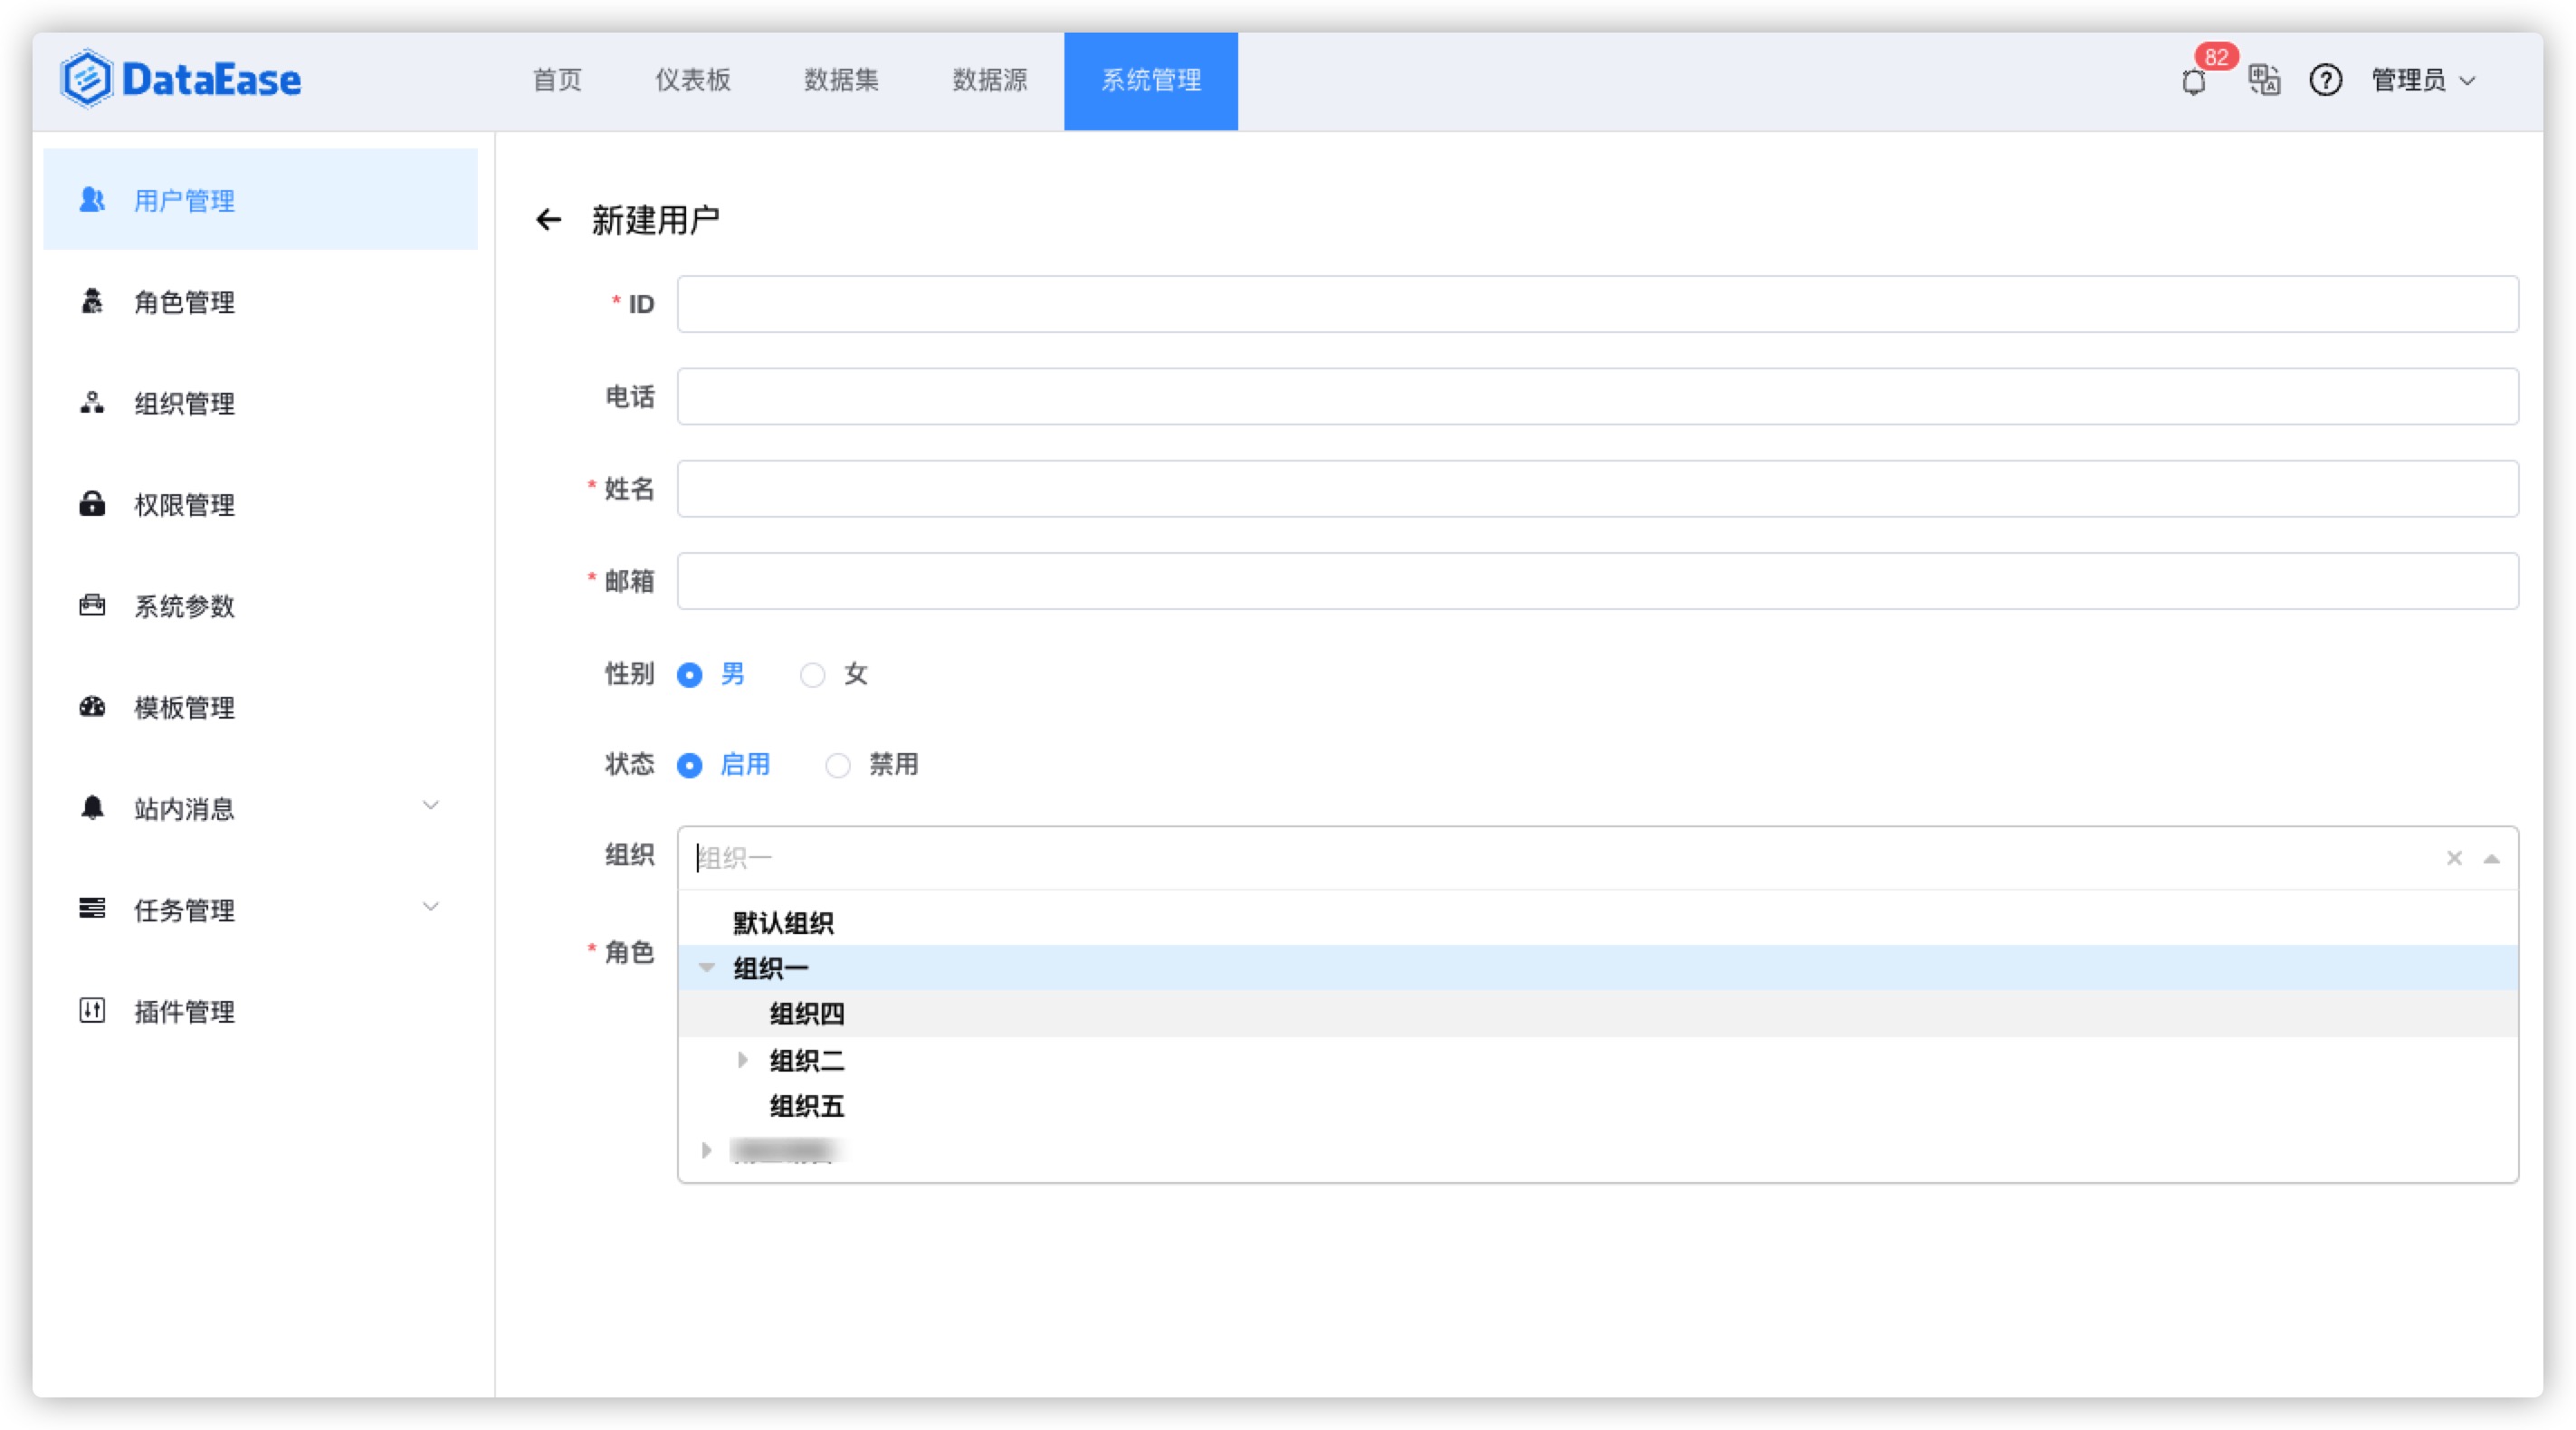 DataEase 首页 仪表板 数据集 数据源 系统管理 82 管理员
用户管理
角色管理
组织管理
权限管理
系统参数
模板管理
站内消息
任务管理
插件管理
新建用户
* ID
电话
* 姓名
* 邮箱
性别 男 女
状态 启用 禁用
组织 组织一
* 角色
默认组织
组织一
组织四
组织二
组织五